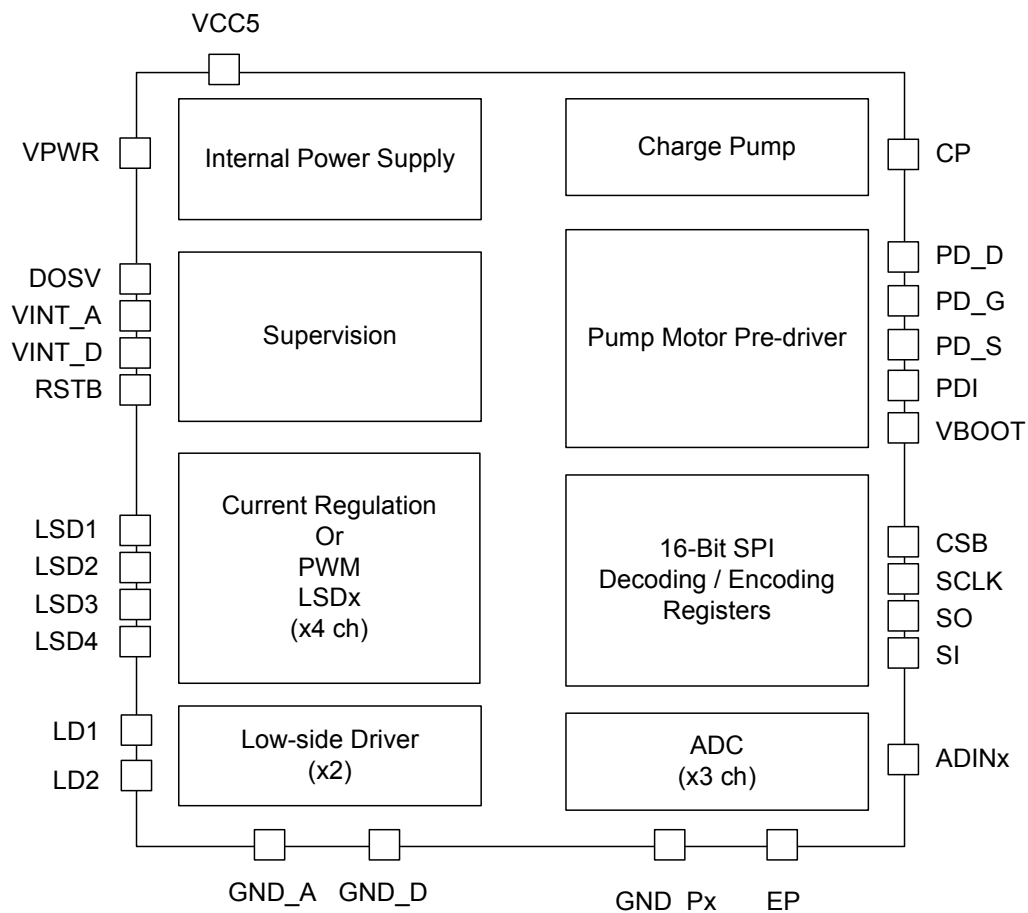 VCC5
VPWR
Internal Power Supply
Charge Pump
CP
DOSV
VINT_A
VINT_D
RSTB
Supervision
Pump Motor Pre-driver
PD_D
PD_G
PD_S
PDI
VBOOT
LSD1
LSD2
LSD3
LSD4
Current Regulation
Or
PWM
LSDx
(x4 ch)
16-Bit SPI
Decoding / Encoding
Registers
CSB
SCLK
SO
SI
LD1
LD2
Low-side Driver
(x2)
ADC
(x3 ch)
ADINx
GND_A
GND_D
GND_Px
EP